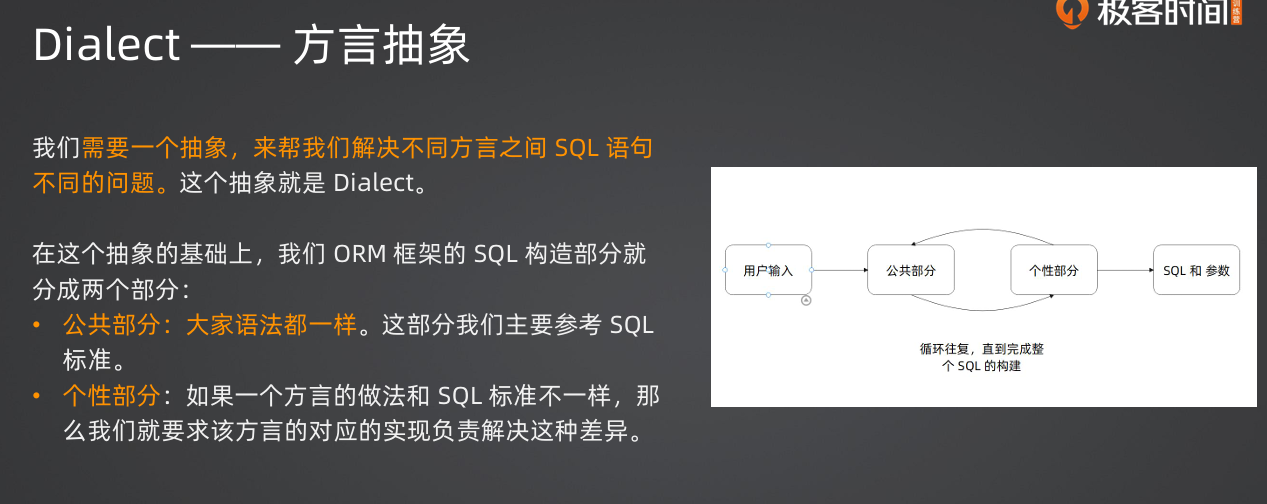 极客时间
训练营
Dialect —— 方言抽象
我们需要一个抽象，来帮我们解决不同方言之间 SQL 语句
不同的问题。这个抽象就是 Dialect。
在这个抽象的基础上，我们 ORM 框架的 SQL 构造部分就
分成两个部分：
• 公共部分：大家语法都一样。这部分我们主要参考 SQL
标准。
• 个性部分：如果一个方言的做法和 SQL 标准不一样，那
么我们就要求该方言的对应的实现负责解决这种差异。
用户输入
公共部分
个性部分
SQL 和 参数
循环往复，直到完成整
个 SQL 的构建